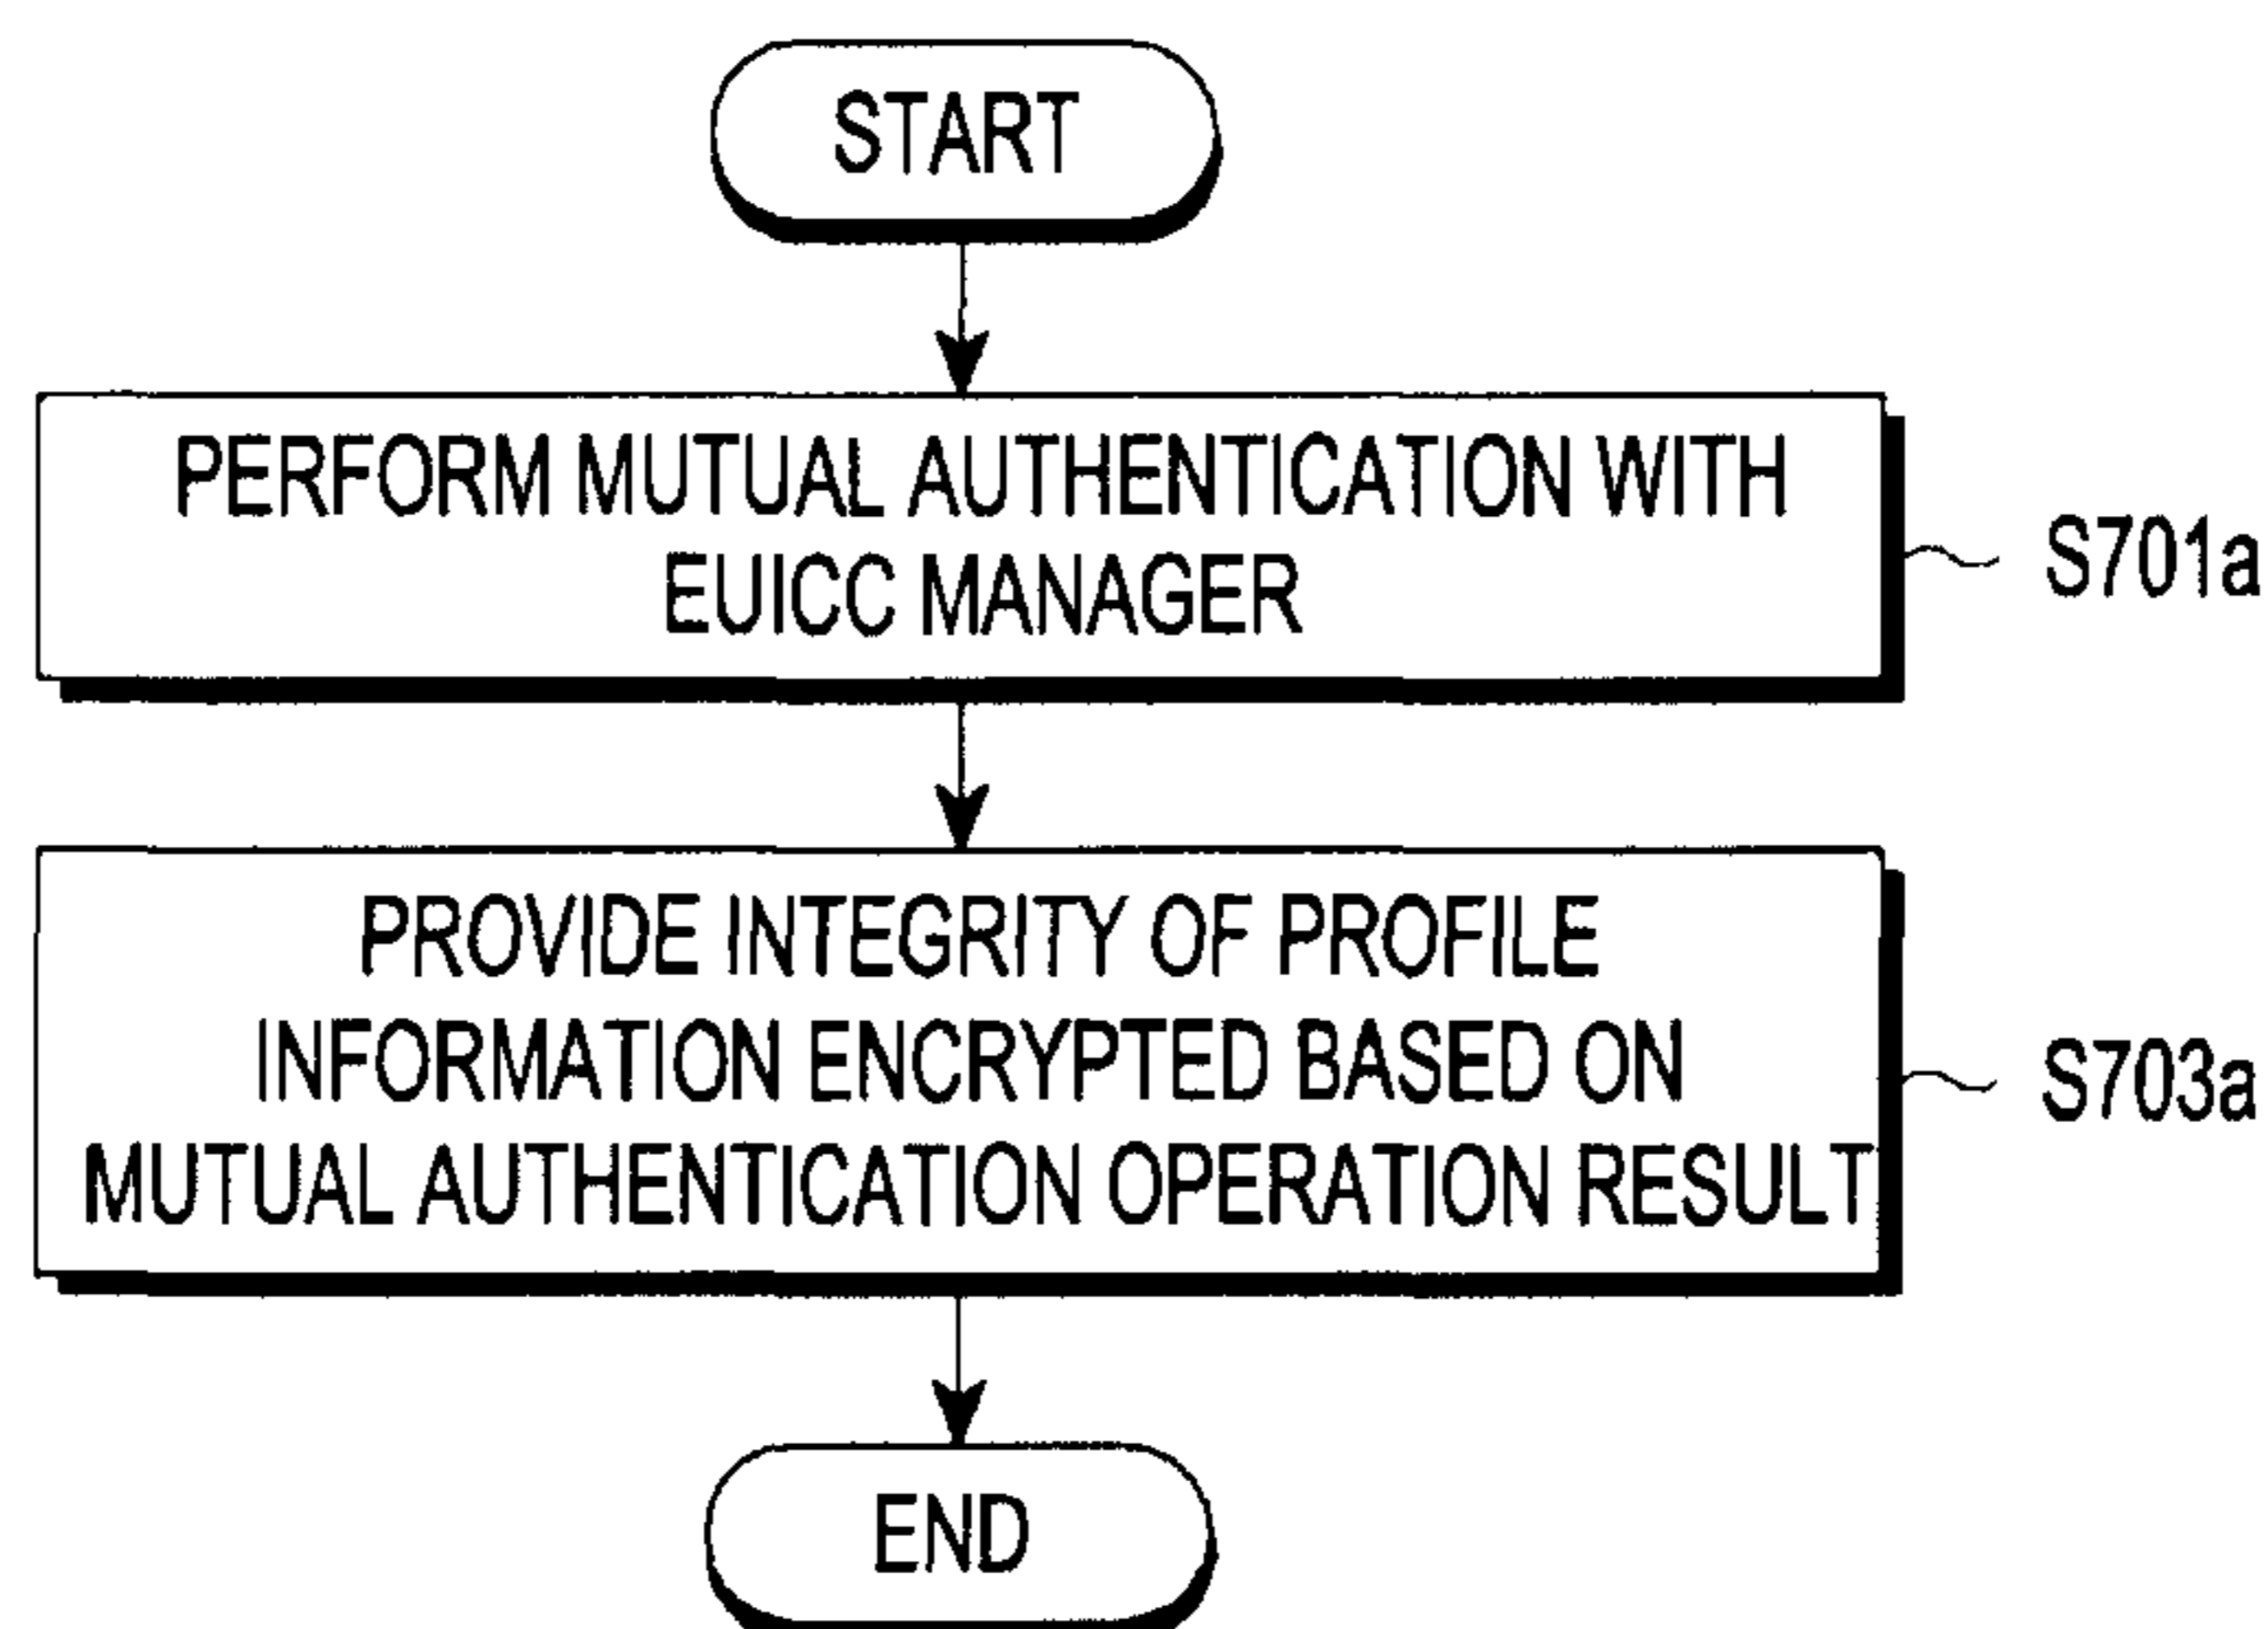 START
PERFORM MUTUAL AUTHENTICATION WITH
EUICC MANAGER
S701a
PROVIDE INTEGRITY OF PROFILE
INFORMATION ENCRYPTED BASED ON
S703a
MUTUAL AUTHENTICATION OPERATION RESULT
END